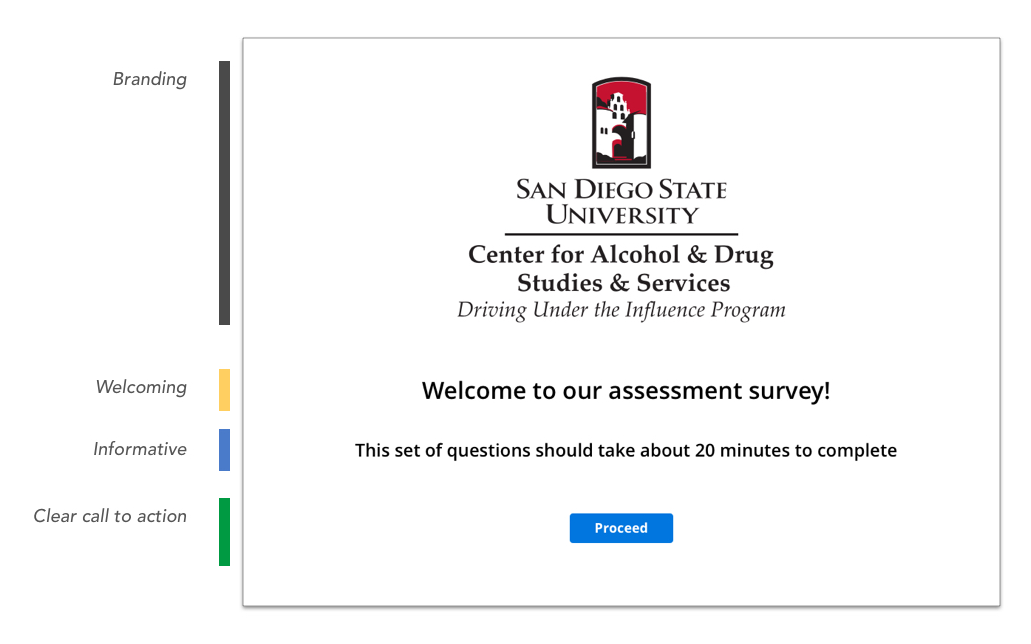 Branding
SAN DIEGO STATE
UNIVERSITY
Center for Alcohol & Drug
Studies & Services
Driving Under the Influence Program
Welcoming
Welcome to our assessment survey!
Informative
This set of questions should take about 20 minutes to complete
Clear call to action
Proceed